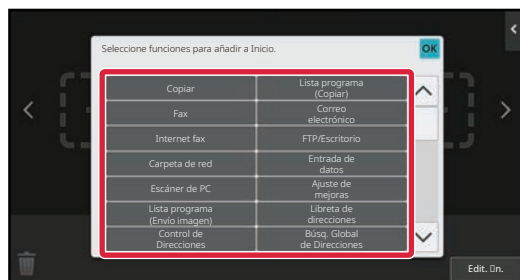 Seleccione funciones para añadir a Inicio.
OK
Copiar
Lista programa
(Copiar)
Fax
Correo
electrónico
Internet fax
FTP/Escritorio
Carpeta de red
Entrada de
datos
Escáner de PC
Ajuste de
mejoras
Lista programa
(Envío imagen)
Libreta de
direcciones
Control de
Direcciones
Búsq. Global
de Direcciones
Edit. ▯n.